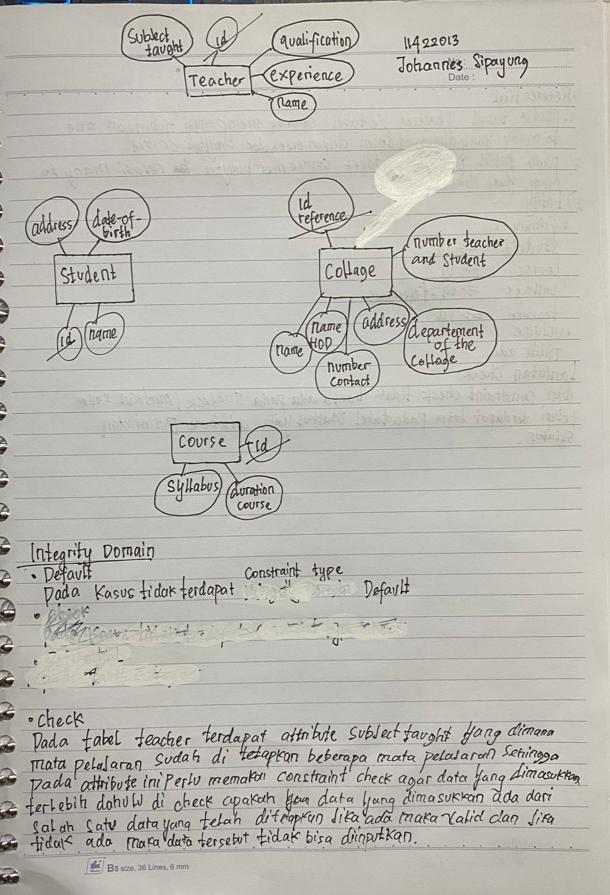 Subject taught
id
qualification
experience
name
Teacher
11422013
Johannes Sipayung
Date :
address
date-of-birth
Student
id
name
id reference
Collage
number teacher and Student
name
name HOD
number contact
address
departement of the Collage
Course
id
Syllabus
duration course
Integrity Domain
• Default
Pada Kasus tidak terdapat Constraint type Default
• Check
• Check
Pada tabel teacher terdapat attribute subject taught yang dimana
mata pelajaran sudah di tetapkan beberapa mata pelajaran sehingga
pada attribute ini perlu memakai constraint check agar data yang dimasukkan
terlebih dahulu di check apakah data yang dimasukkan ada dari
salah satu data yang telah diterapkan jika ada maka valid dan jika
tidak ada maka data tersebut tidak bisa diinputkan.
B5 size, 36 Lines, 6 mm